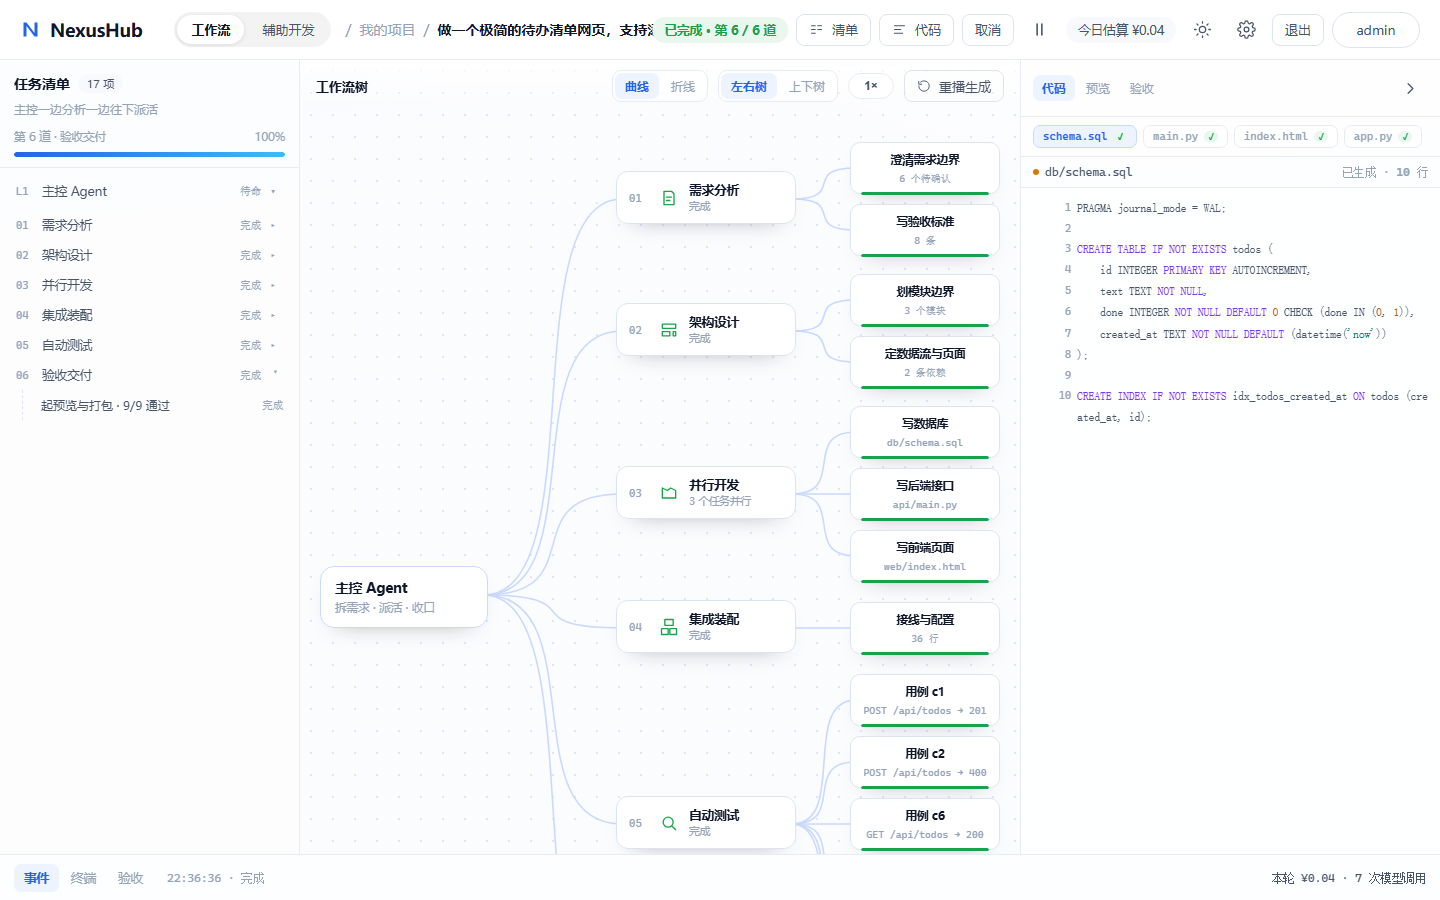 NexusHub
工作流
辅助开发
/ 我的项目 / 做一个极简的待办清单网页，支持
已完成 • 第 6 / 6 道
清单
代码
取消
今日估算 ¥0.04
退出
admin
任务清单 17 项
主控一边分析一边往下派活
第 6 道 · 验收交付 100%
L1 主控 Agent 待命
01 需求分析 完成
02 架构设计 完成
03 并行开发 完成
04 集成装配 完成
05 自动测试 完成
06 验收交付 完成
起预览与打包 · 9/9 通过 完成
工作流树
曲线 折线
左右树 上下树
1×
重播生成
主控 Agent
拆需求 · 派活 · 收口
01 需求分析
完成
澄清需求边界
6 个待确认
写验收标准
8 条
02 架构设计
完成
划模块边界
3 个模块
定数据流与页面
2 条依赖
03 并行开发
3 个任务并行
写数据库
db/schema.sql
写后端接口
api/main.py
写前端页面
web/index.html
04 集成装配
完成
接线与配置
36 行
05 自动测试
完成
用例 c1
POST /api/todos → 201
用例 c2
POST /api/todos → 400
用例 c6
GET /api/todos → 200
代码 预览 验收
schema.sql ✓ main.py ✓ index.html ✓ app.py ✓
db/schema.sql 已生成 · 10 行
1 PRAGMA journal_mode = WAL;
2
3 CREATE TABLE IF NOT EXISTS todos (
4 id INTEGER PRIMARY KEY AUTOINCREMENT,
5 text TEXT NOT NULL,
6 done INTEGER NOT NULL DEFAULT 0 CHECK (done IN (0, 1)),
7 created_at TEXT NOT NULL DEFAULT (datetime('now'))
8 );
9
10 CREATE INDEX IF NOT EXISTS idx_todos_created_at ON todos (cre
ated_at, id);
事件 终端 验收 22:36:36 · 完成
本轮 ¥0.04 · 7 次模型调用